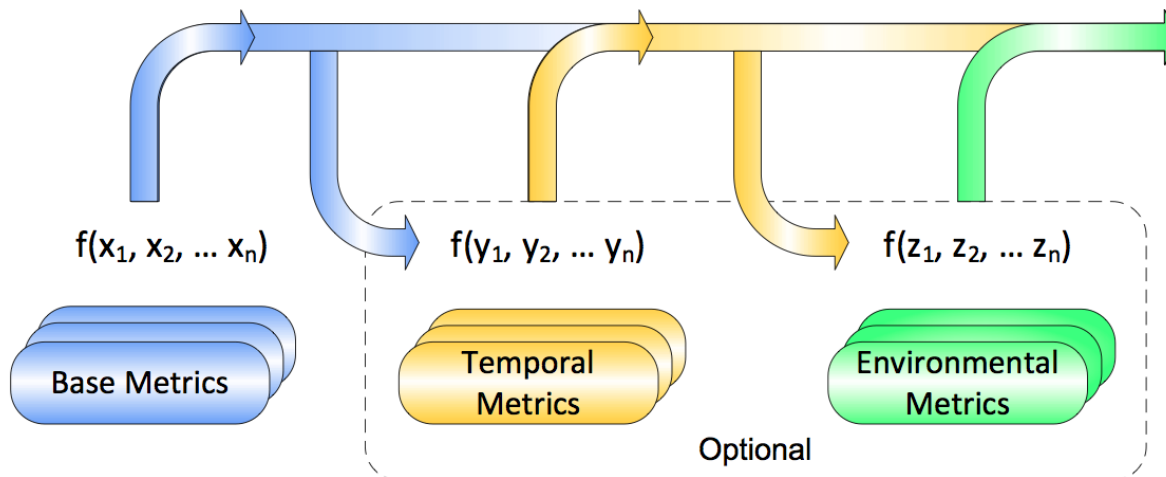 f(x₁, x₂, ... xₙ)
f(y₁, y₂, ... yₙ)
f(z₁, z₂, ... zₙ)
Base Metrics
Temporal
Metrics
Environmental
Metrics
Optional